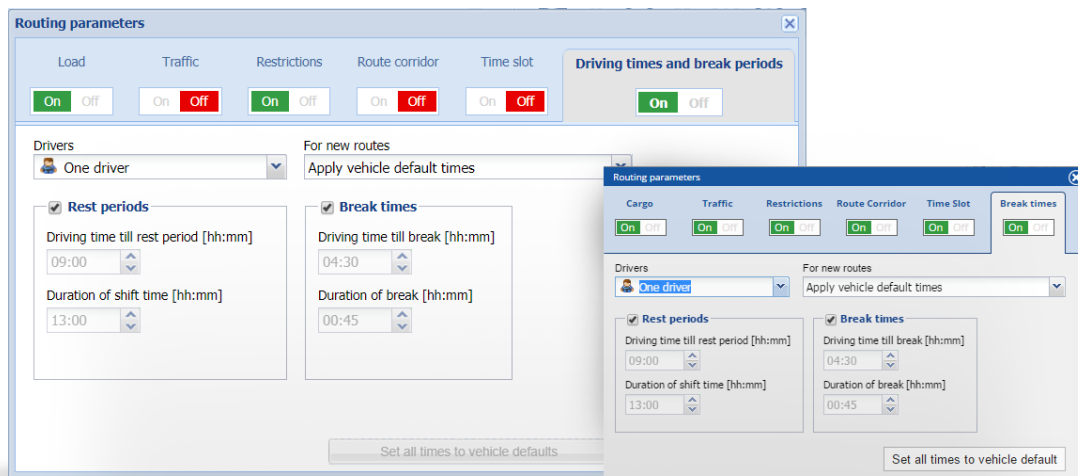 Routing parameters
Load Traffic Restrictions Route corridor Time slot Driving times and break periods
On Off On Off On Off On Off On Off On Off
Drivers For new routes
One driver Apply vehicle default times
Rest periods Break times
Driving time till rest period [hh:mm] Driving time till break [hh:mm]
09:00 04:30
Duration of shift time [hh:mm] Duration of break [hh:mm]
13:00 00:45
Set all times to vehicle defaults
Routing parameters
Cargo Traffic Restrictions Route Corridor Time Slot Break times
On Off On Off On Off On Off On Off On Off
Drivers For new routes
One driver Apply vehicle default times
Rest periods Break times
Driving time till rest period [hh:mm] Driving time till break [hh:mm]
09:00 04:30
Duration of shift time [hh:mm] Duration of break [hh:mm]
13:00 00:45
Set all times to vehicle default